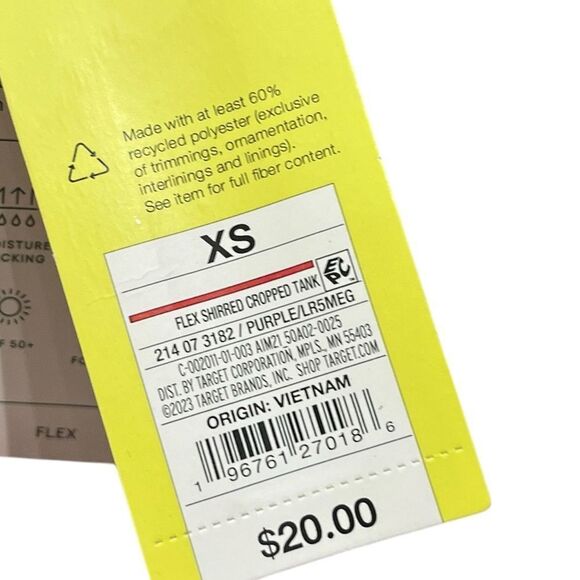 Made with at least 60%
recycled polyester (exclusive
of trimmings, ornamentation,
interlinings and linings).
See item for full fiber content.
XS
FLEX SHIRRED CROPPED TANK
EPC
214 07 3182 / PURPLE/LR5MEG
C-002011-01-003 AIM21_50A02-0025
DIST. BY TARGET CORPORATION, MPLS, MN 55403
©2023 TARGET BRANDS, INC. SHOP TARGET.COM
ORIGIN: VIETNAM
1 96761 27018 6
$20.00
50+
FLEX